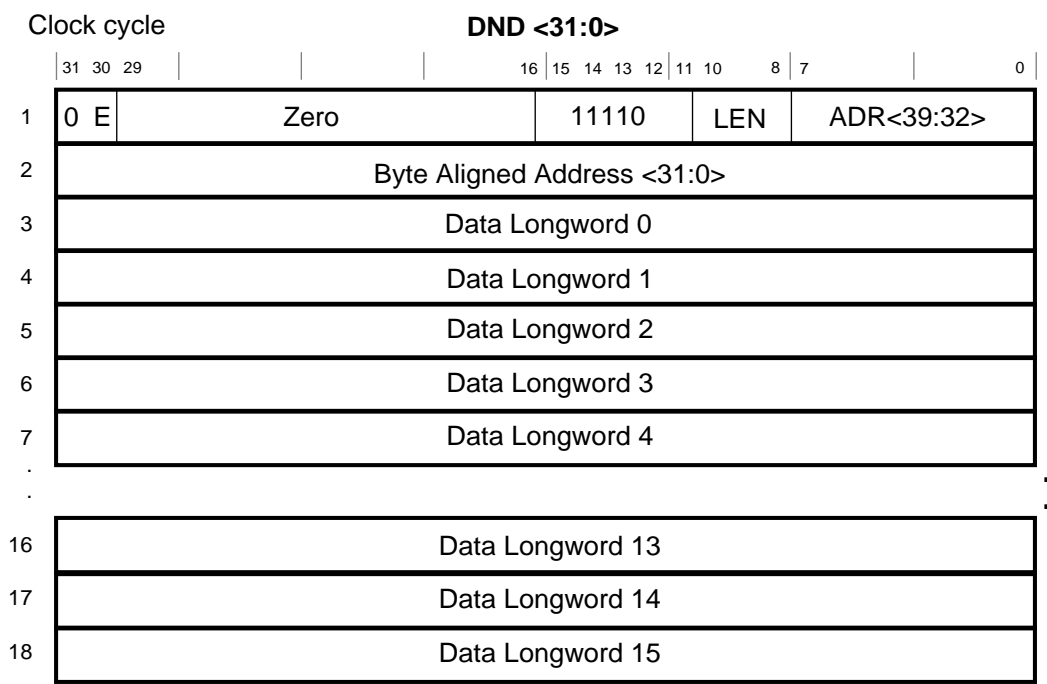 Clock cycle DND <31:0>
31 30 29 16 15 14 13 12 11 10 8 7 0
1 0 E Zero 11110 LEN ADR<39:32>
2 Byte Aligned Address <31:0>
3 Data Longword 0
4 Data Longword 1
5 Data Longword 2
6 Data Longword 3
7 Data Longword 4
.
.
16 Data Longword 13
17 Data Longword 14
18 Data Longword 15